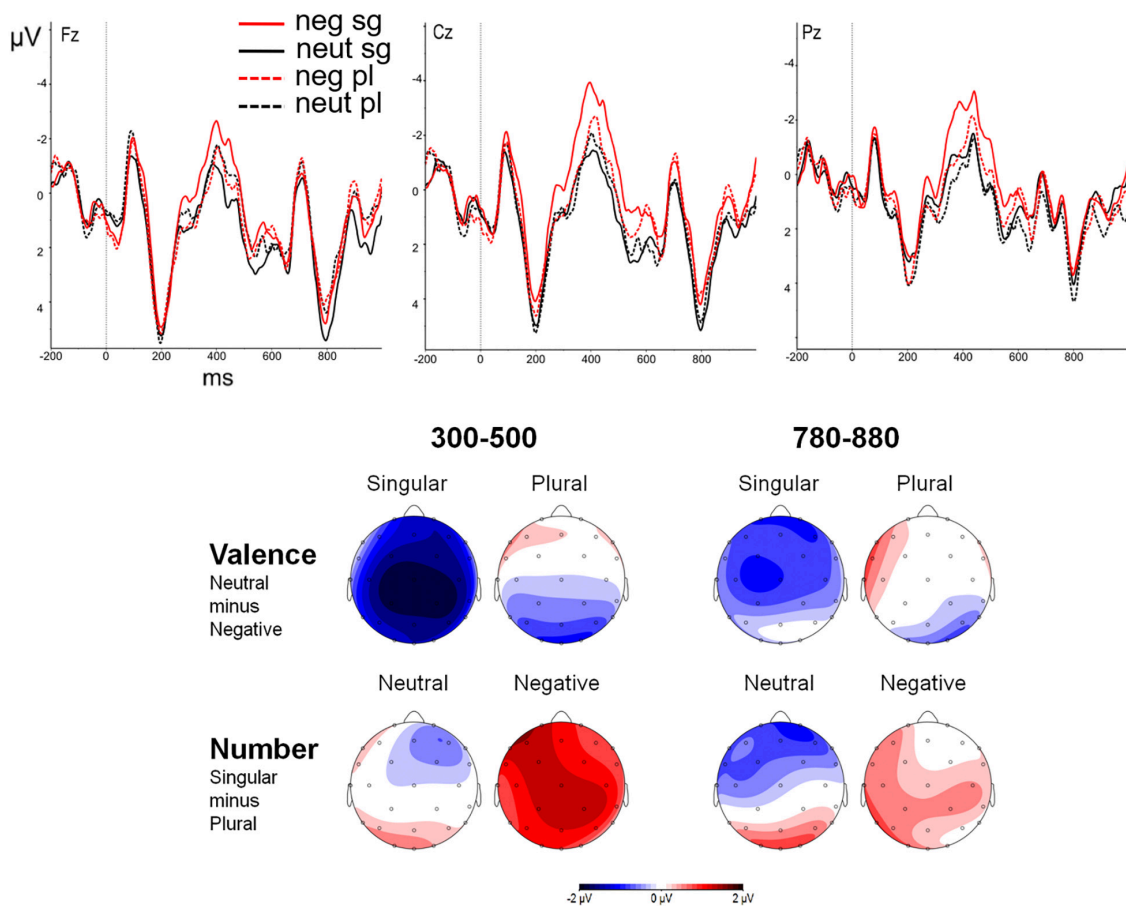 neg sg
neut sg
neg pl
neut pl
µV
Fz
-4
-2
0
2
4
-200 0 200 400 600 800
ms
Cz
-4
-2
0
2
4
-200 0 200 400 600 800
Pz
-4
-2
0
2
4
-200 0 200 400 600 800
300-500
780-880
Singular Plural Singular Plural
Valence
Neutral
minus
Negative
Neutral Negative Neutral Negative
Number
Singular
minus
Plural
-2 µV 0 µV 2 µV